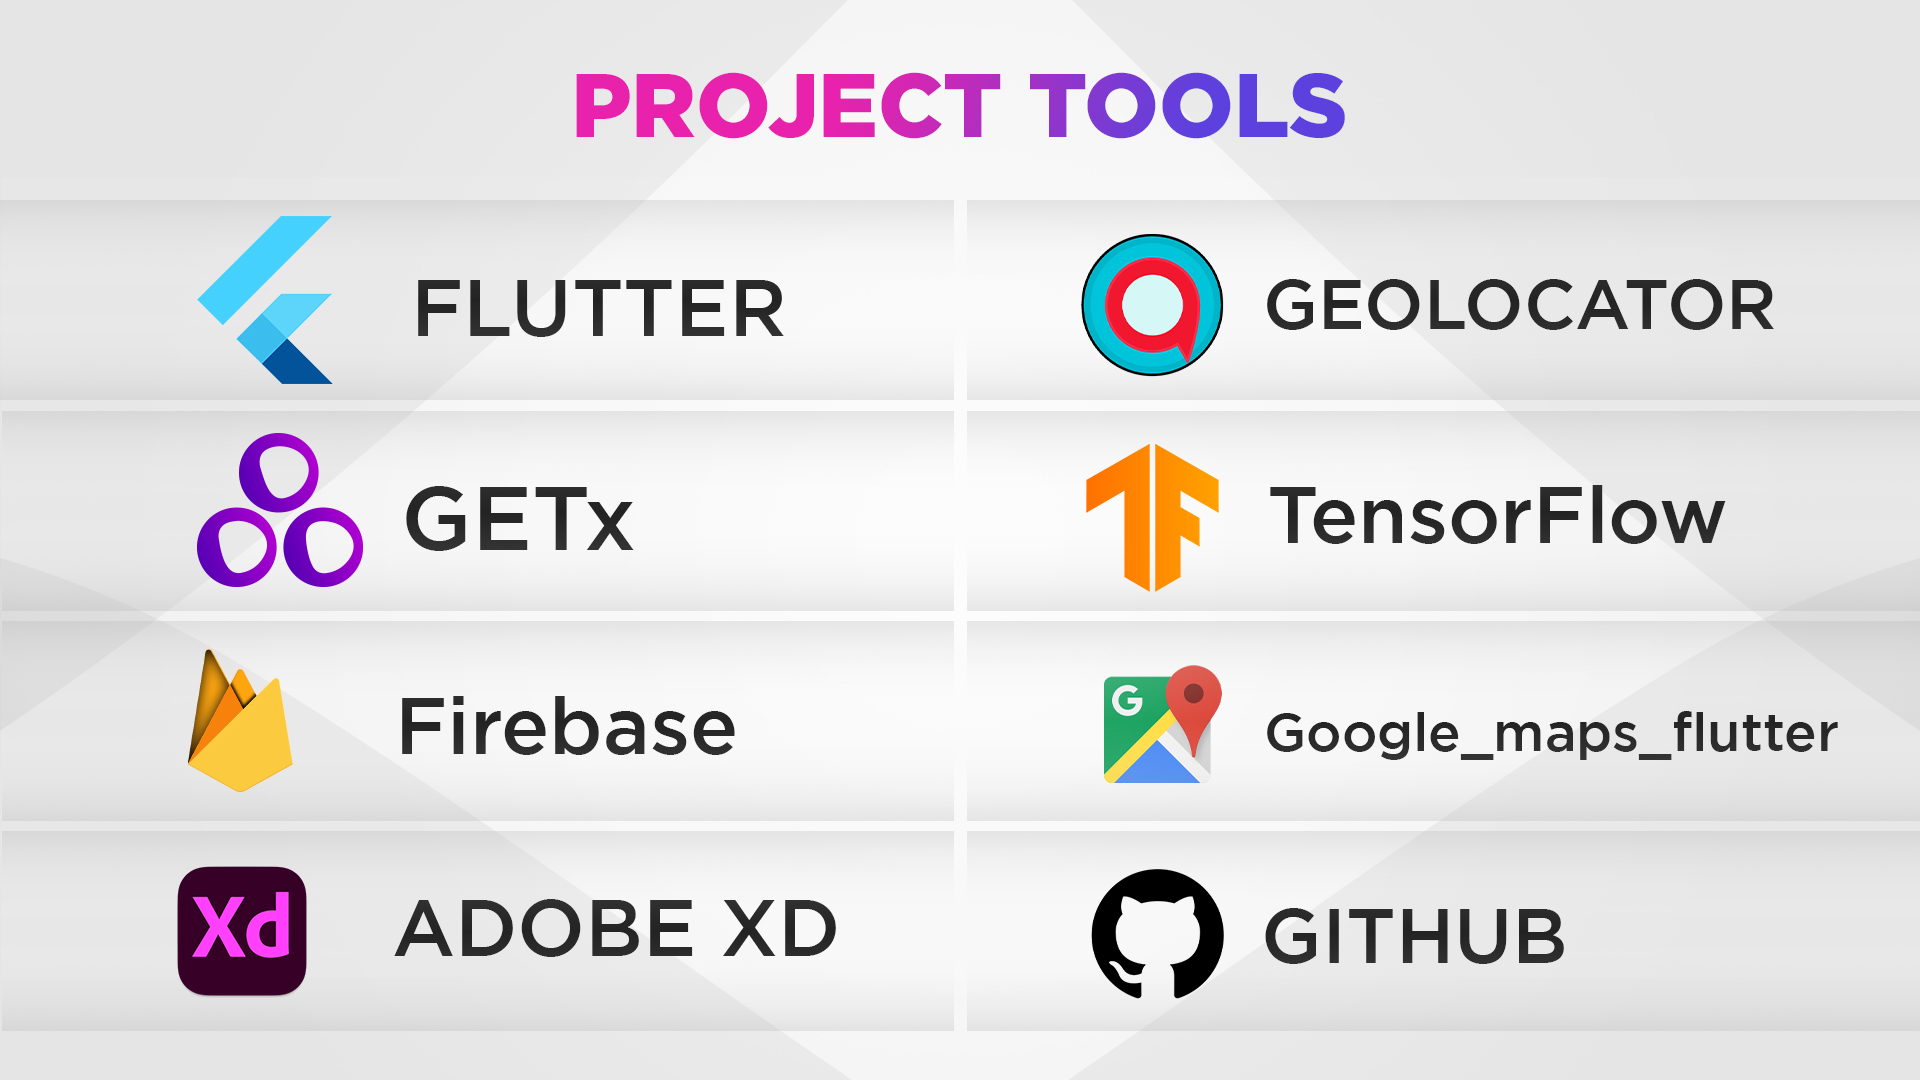 PROJECT TOOLS
FLUTTER
GEOLOCATOR
GETx
TensorFlow
Firebase
G
Google_maps_flutter
Xd
ADOBE XD
GITHUB